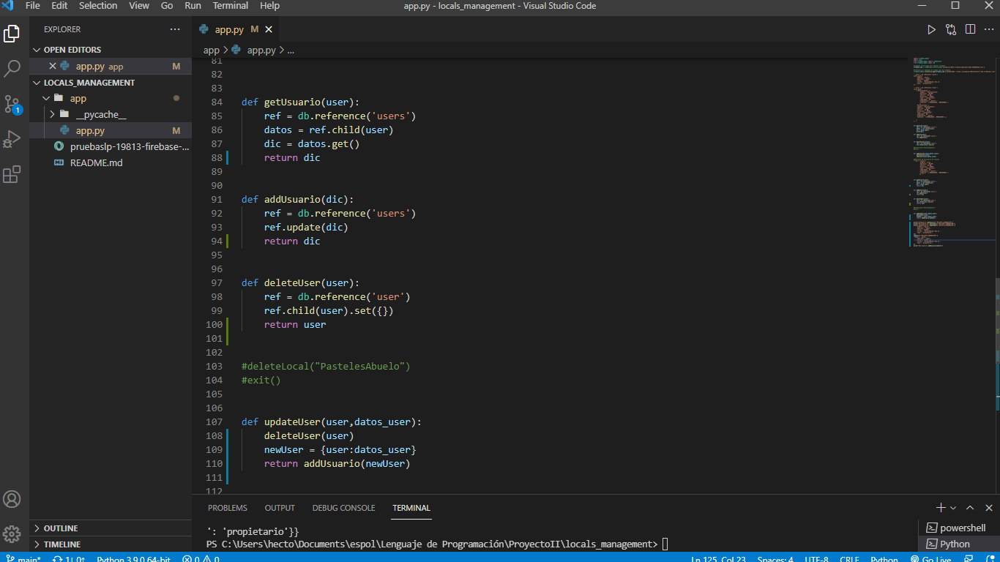 File Edit Selection View Go Run Terminal Help app.py - locals_management - Visual Studio Code
EXPLORER
OPEN EDITORS
app.py app M
LOCALS_MANAGEMENT
app
__pycache__
app.py M
pruebaslp-19813-firebase-...
README.md
OUTLINE
TIMELINE
1
app.py M
app > app.py > ...
81
82
83
84 def getUsuario(user):
85     ref = db.reference('users')
86     datos = ref.child(user)
87     dic = datos.get()
88     return dic
89
90
91 def addUsuario(dic):
92     ref = db.reference('users')
93     ref.update(dic)
94     return dic
95
96
97 def deleteUser(user):
98     ref = db.reference('user')
99     ref.child(user).set({})
100     return user
101
102
103 #deleteLocal("PastelesAbuelo")
104 #exit()
105
106
107 def updateUser(user,datos_user):
108     deleteUser(user)
109     newUser = {user:datos_user}
110     return addUsuario(newUser)
111
112
PROBLEMS OUTPUT DEBUG CONSOLE TERMINAL
': 'propietario'}}
PS C:\Users\hecto\Documents\espol\Lenguaje de Programación\ProyectoII\locals_management>
powershell
Python
main* 1↓ 0↑ Python 3.9.0 64-bit 0 0 Ln 125, Col 23 Spaces: 4 UTF-8 CRLF Python Go Live